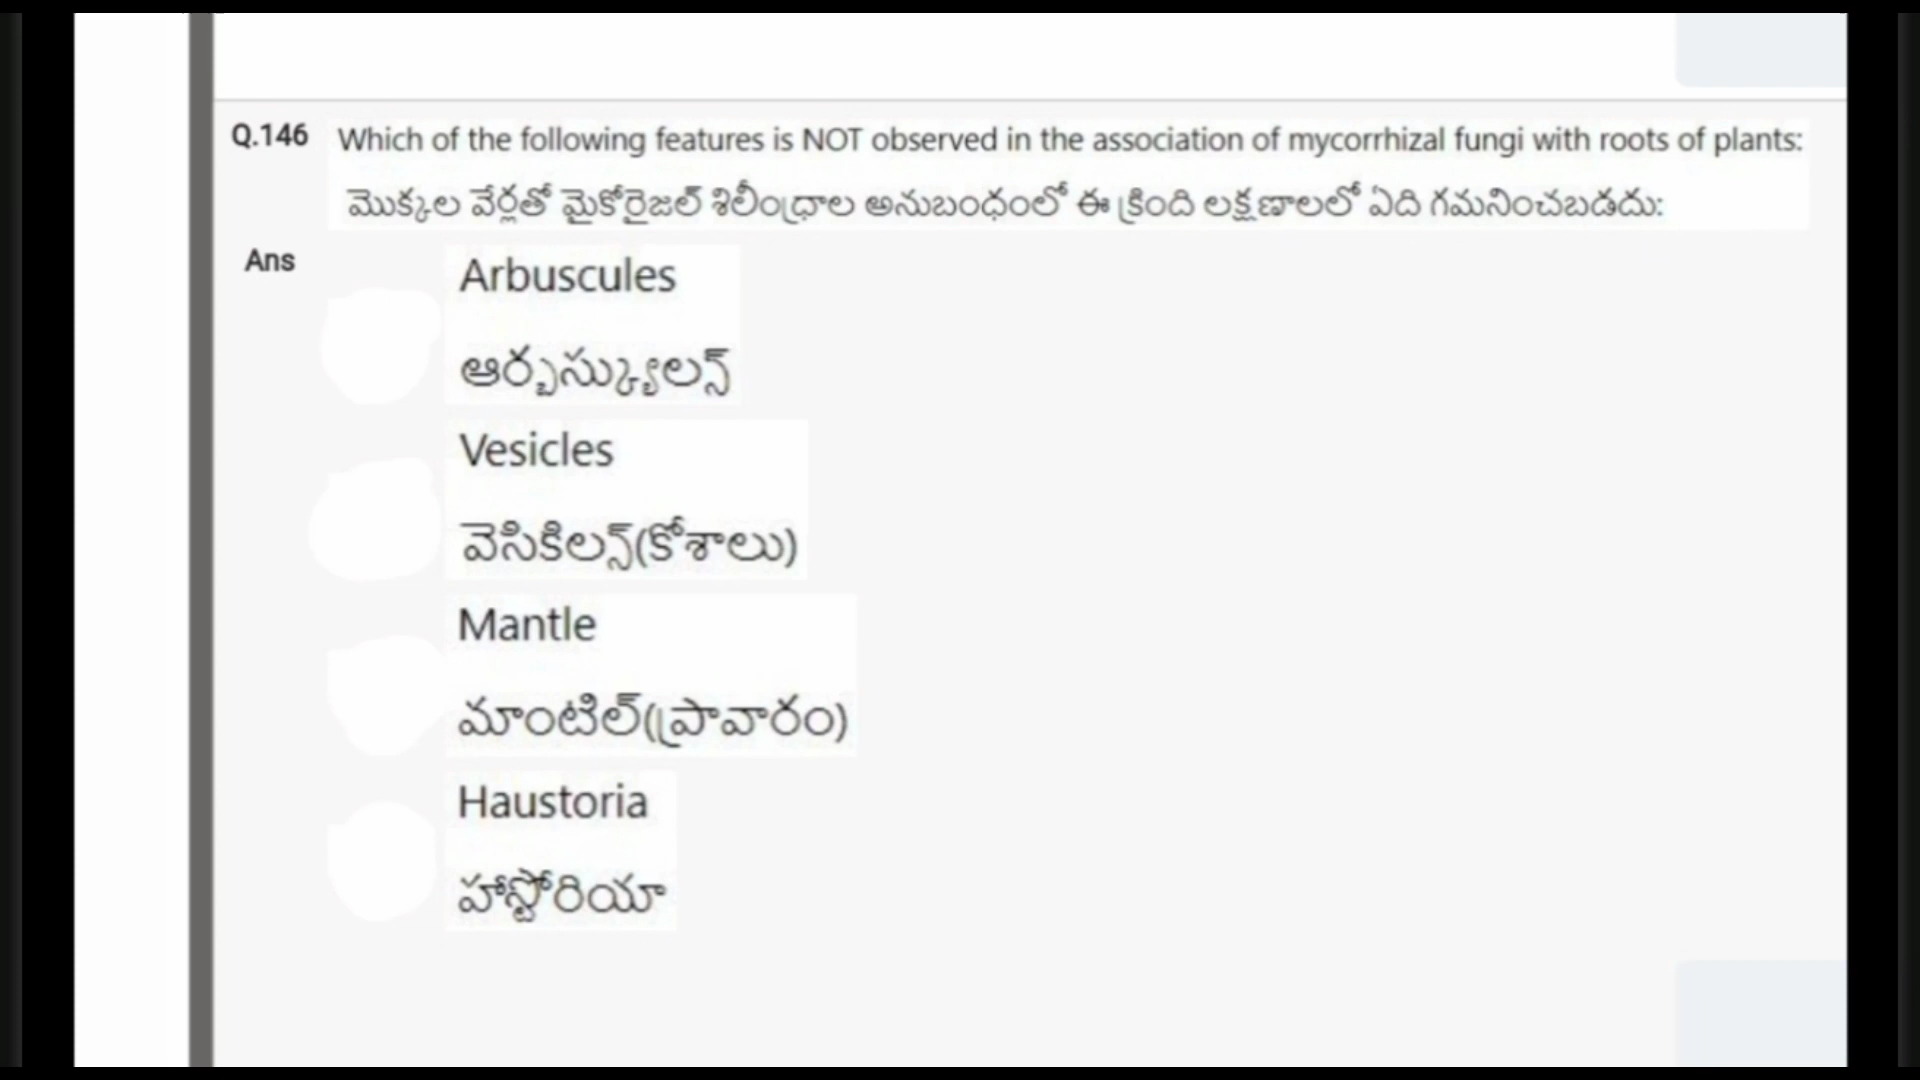 Q.146 Which of the following features is NOT observed in the association of mycorrhizal fungi with roots of plants:
మొక్కల వేర్లతో మైకోరైజల్ శిలీంధ్రాల అనుబంధంలో ఈ క్రింది లక్షణాలలో ఏది గమనించబడదు:
Ans Arbuscules
ఆర్బుస్క్యులస్
Vesicles
వెసికిలస్(కోశాలు)
Mantle
మాంటిల్(ప్రావారం)
Haustoria
హాస్టోరియా